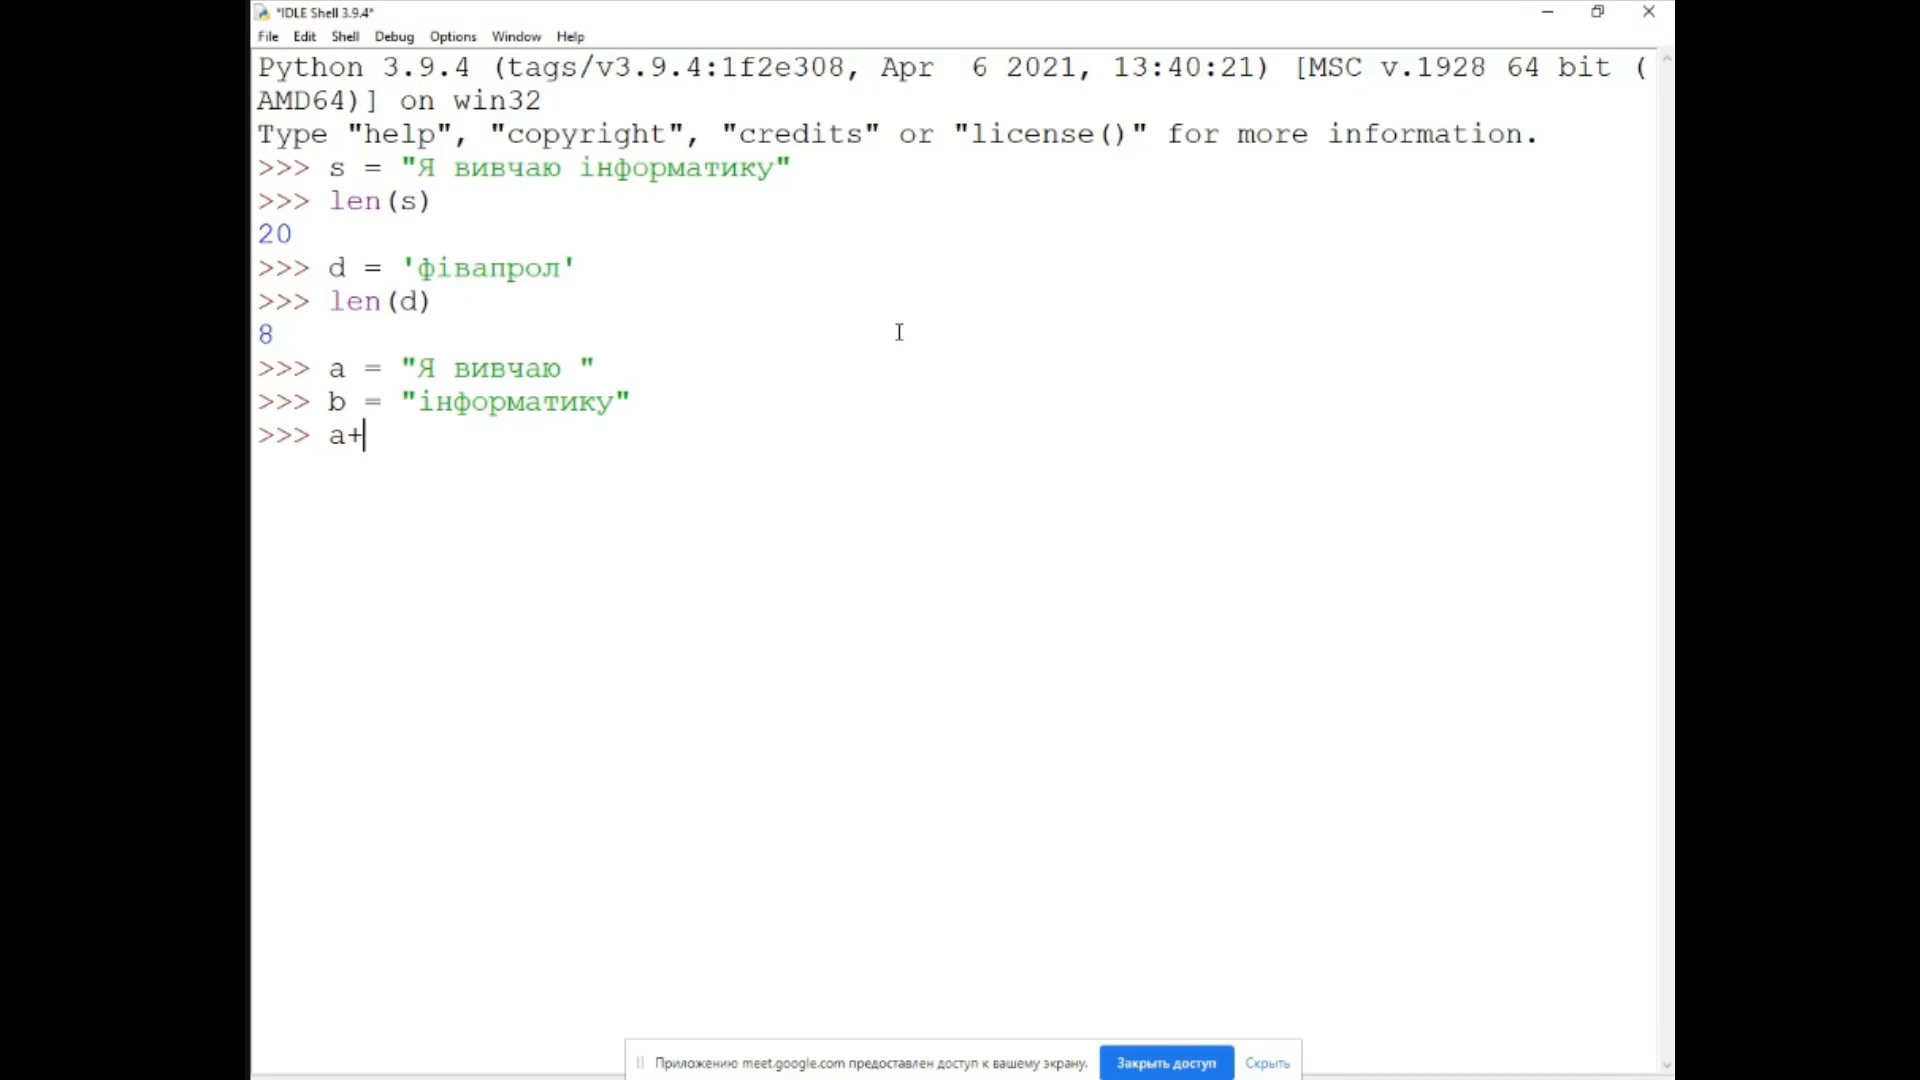 *IDLE Shell 3.9.4*
File Edit Shell Debug Options Window Help
Python 3.9.4 (tags/v3.9.4:1f2e308, Apr  6 2021, 13:40:21) [MSC v.1928 64 bit (
AMD64)] on win32
Type "help", "copyright", "credits" or "license()" for more information.
>>> s = "Я вивчаю інформатику"
>>> len(s)
20
>>> d = 'фівапрол'
>>> len(d)
8
>>> a = "Я вивчаю "
>>> b = "інформатику"
>>> a+
Приложению meet.google.com предоставлен доступ к вашему экрану. Закрыть доступ Скрыть